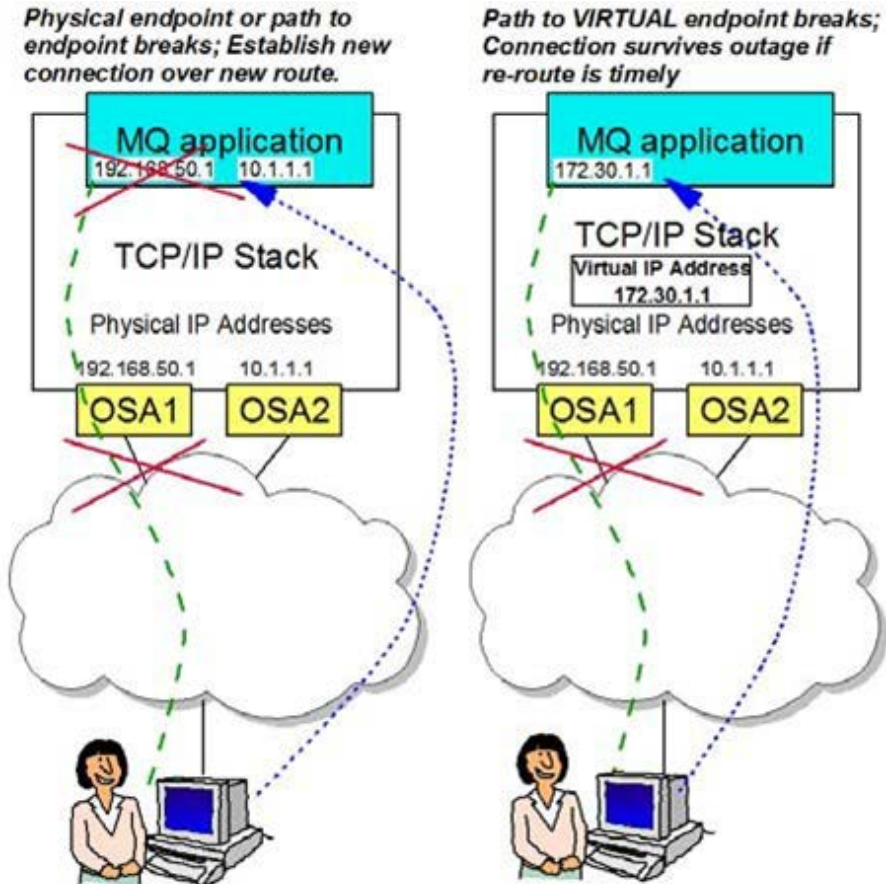 Physical endpoint or path to
endpoint breaks; Establish new
connection over new route.
MQ application
192.168.50.1 10.1.1.1
TCP/IP Stack
Physical IP Addresses
192.168.50.1 10.1.1.1
OSA1 OSA2
Path to VIRTUAL endpoint breaks;
Connection survives outage if
re-route is timely
MQ application
172.30.1.1
TCP/IP Stack
Virtual IP Address
172.30.1.1
Physical IP Addresses
192.168.50.1 10.1.1.1
OSA1 OSA2